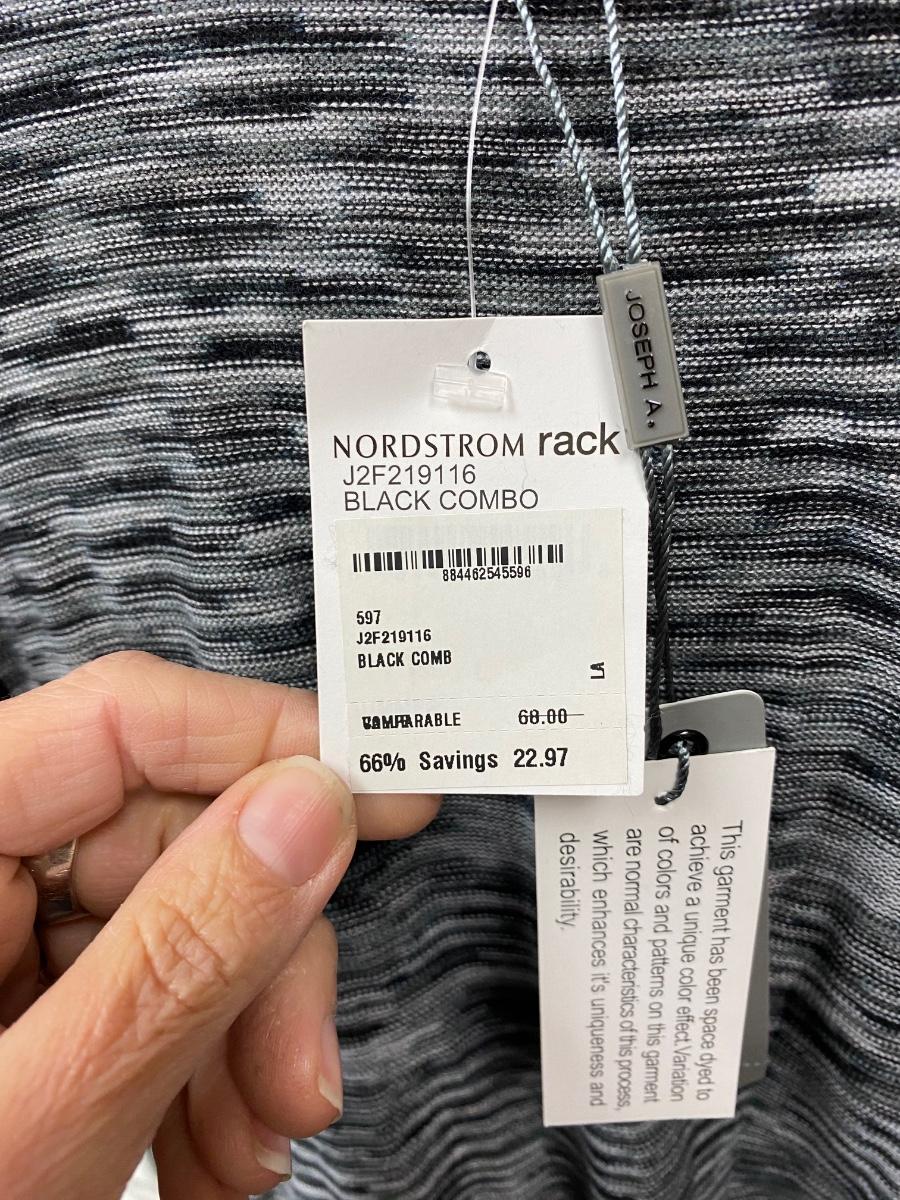 JOSEPH A.
NORDSTROM rack
J2F219116
BLACK COMBO
884462545596
597
J2F219116
BLACK COMB
LA
COMPARABLE 68.00
66% Savings 22.97
This garment has been space dyed to
achieve a unique color effect. Variation
of colors and patterns on this garment
are normal characteristics of this process,
which enhances it's uniqueness and
desirability.